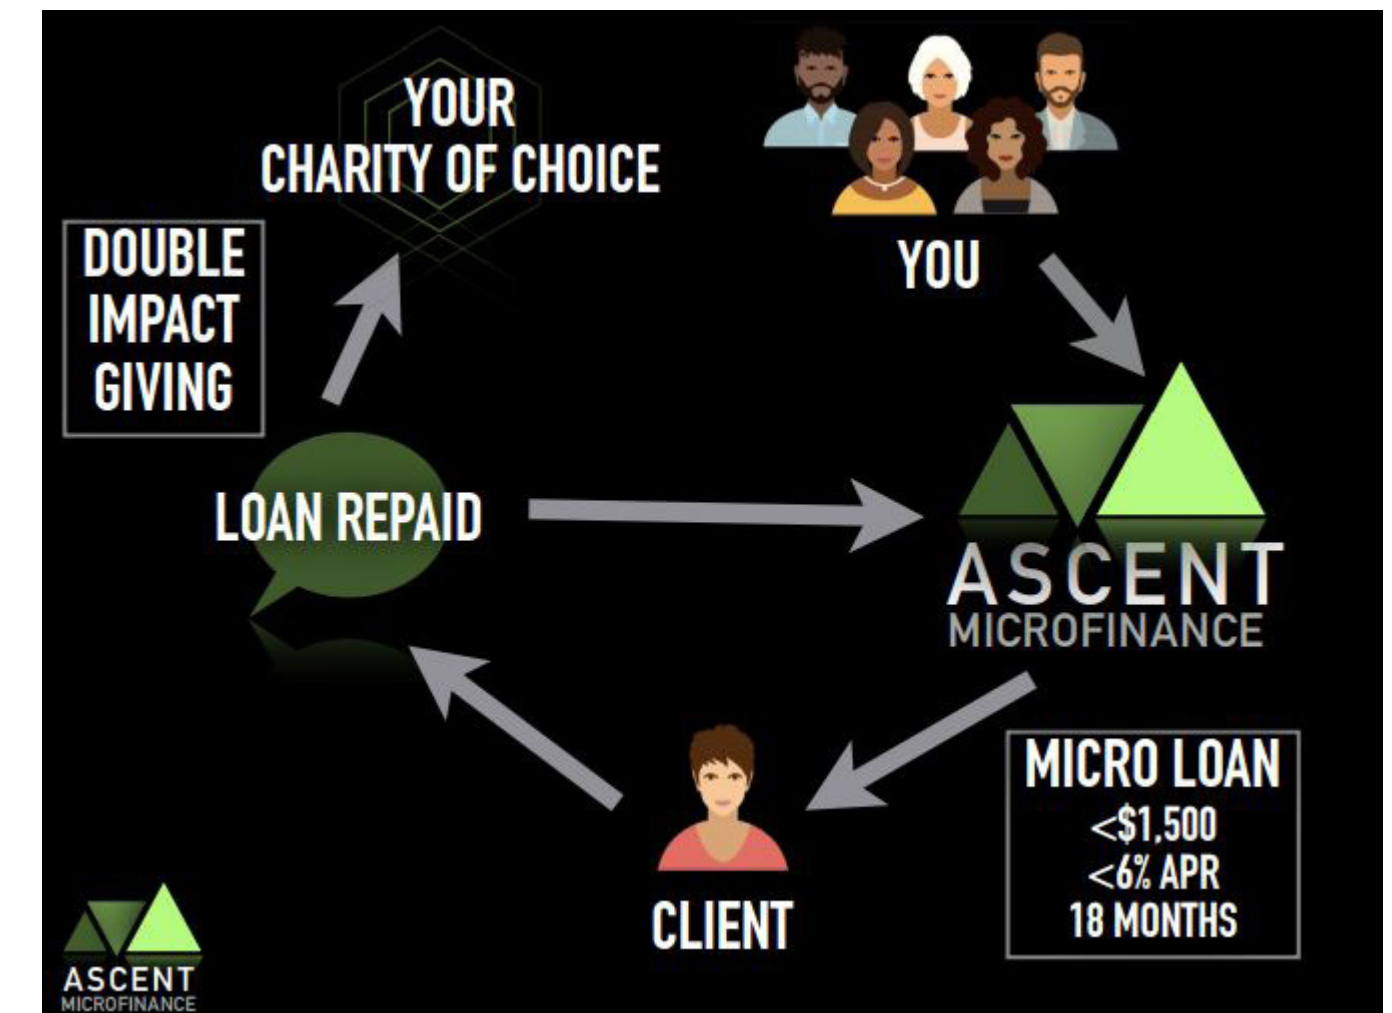 YOUR
CHARITY OF CHOICE
YOU
DOUBLE
IMPACT
GIVING
LOAN REPAID
ASCENT
MICROFINANCE
CLIENT
MICRO LOAN
<$1,500
<6% APR
18 MONTHS
ASCENT
MICROFINANCE